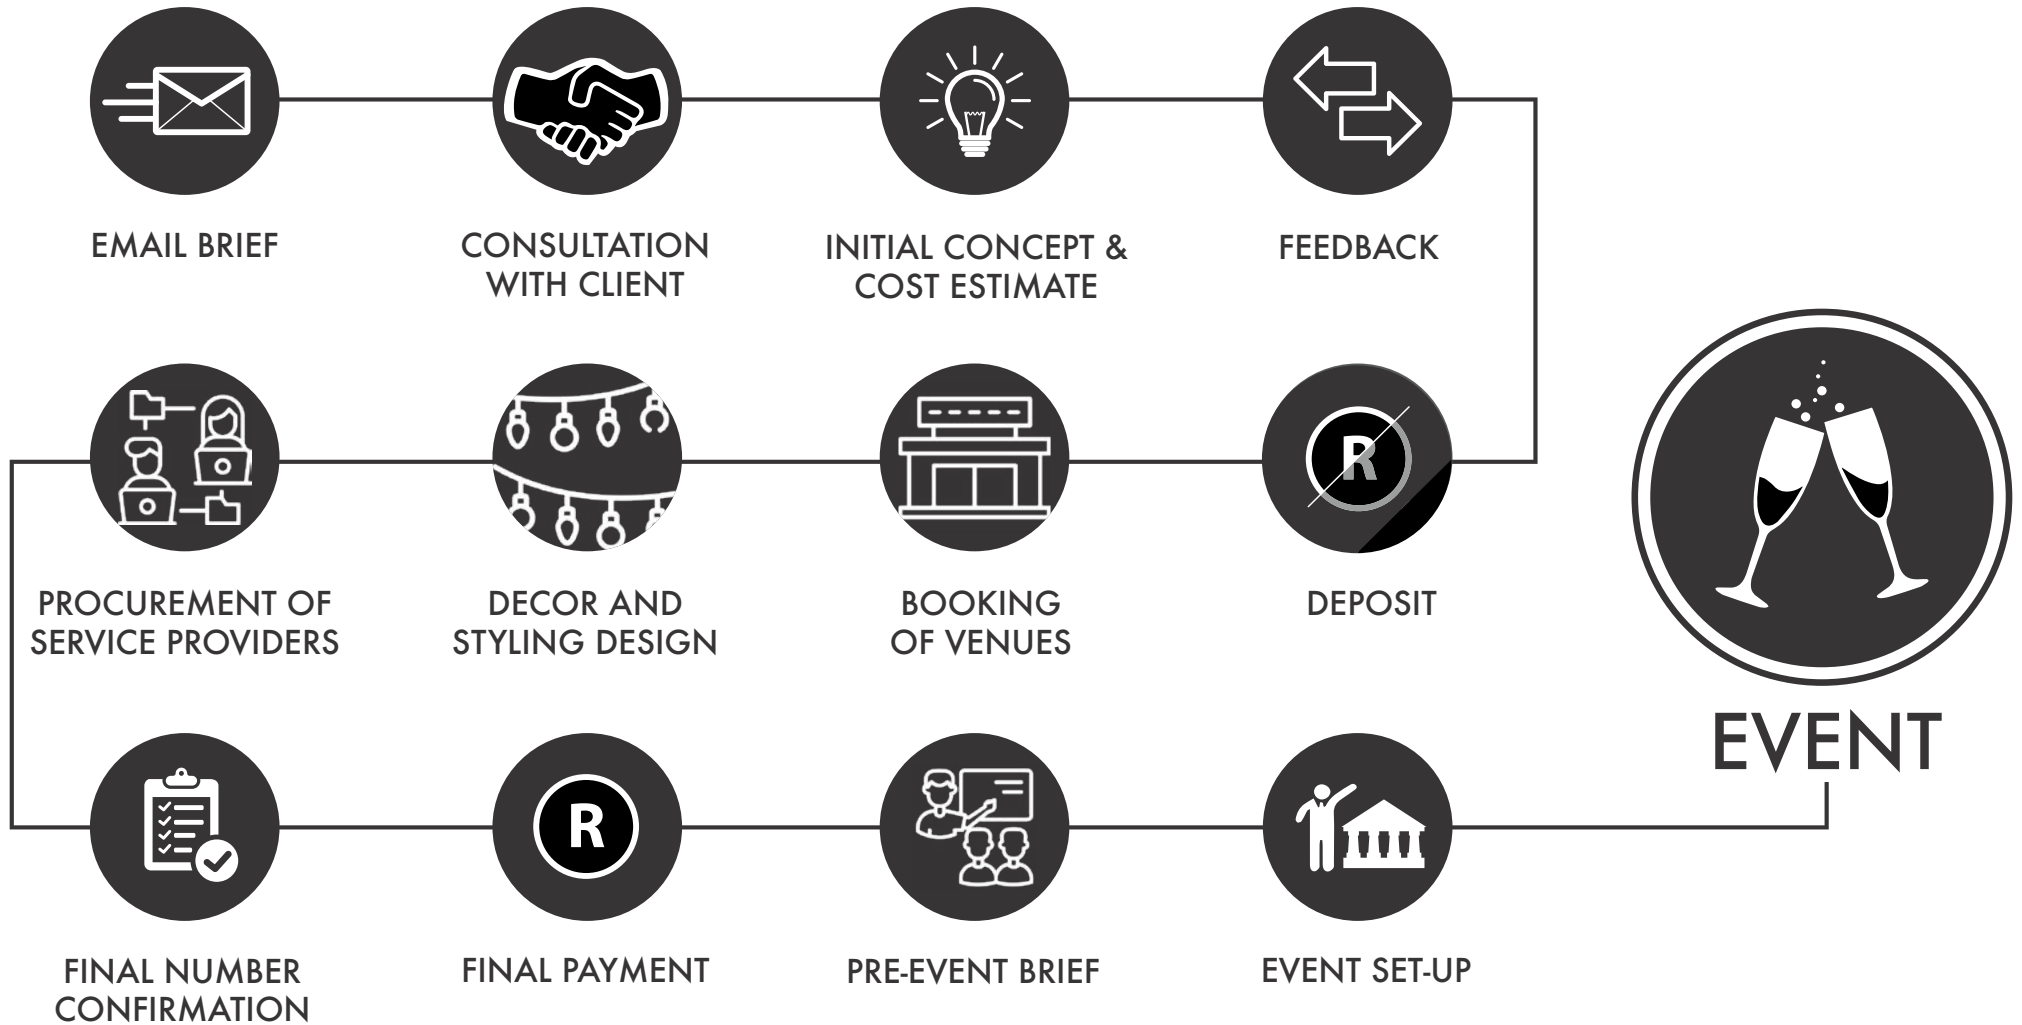 EMAIL BRIEF
CONSULTATION
WITH CLIENT
INITIAL CONCEPT &
COST ESTIMATE
FEEDBACK
R
DEPOSIT
BOOKING
OF VENUES
DECOR AND
STYLING DESIGN
PROCUREMENT OF
SERVICE PROVIDERS
FINAL NUMBER
CONFIRMATION
R
FINAL PAYMENT
PRE-EVENT BRIEF
EVENT SET-UP
EVENT